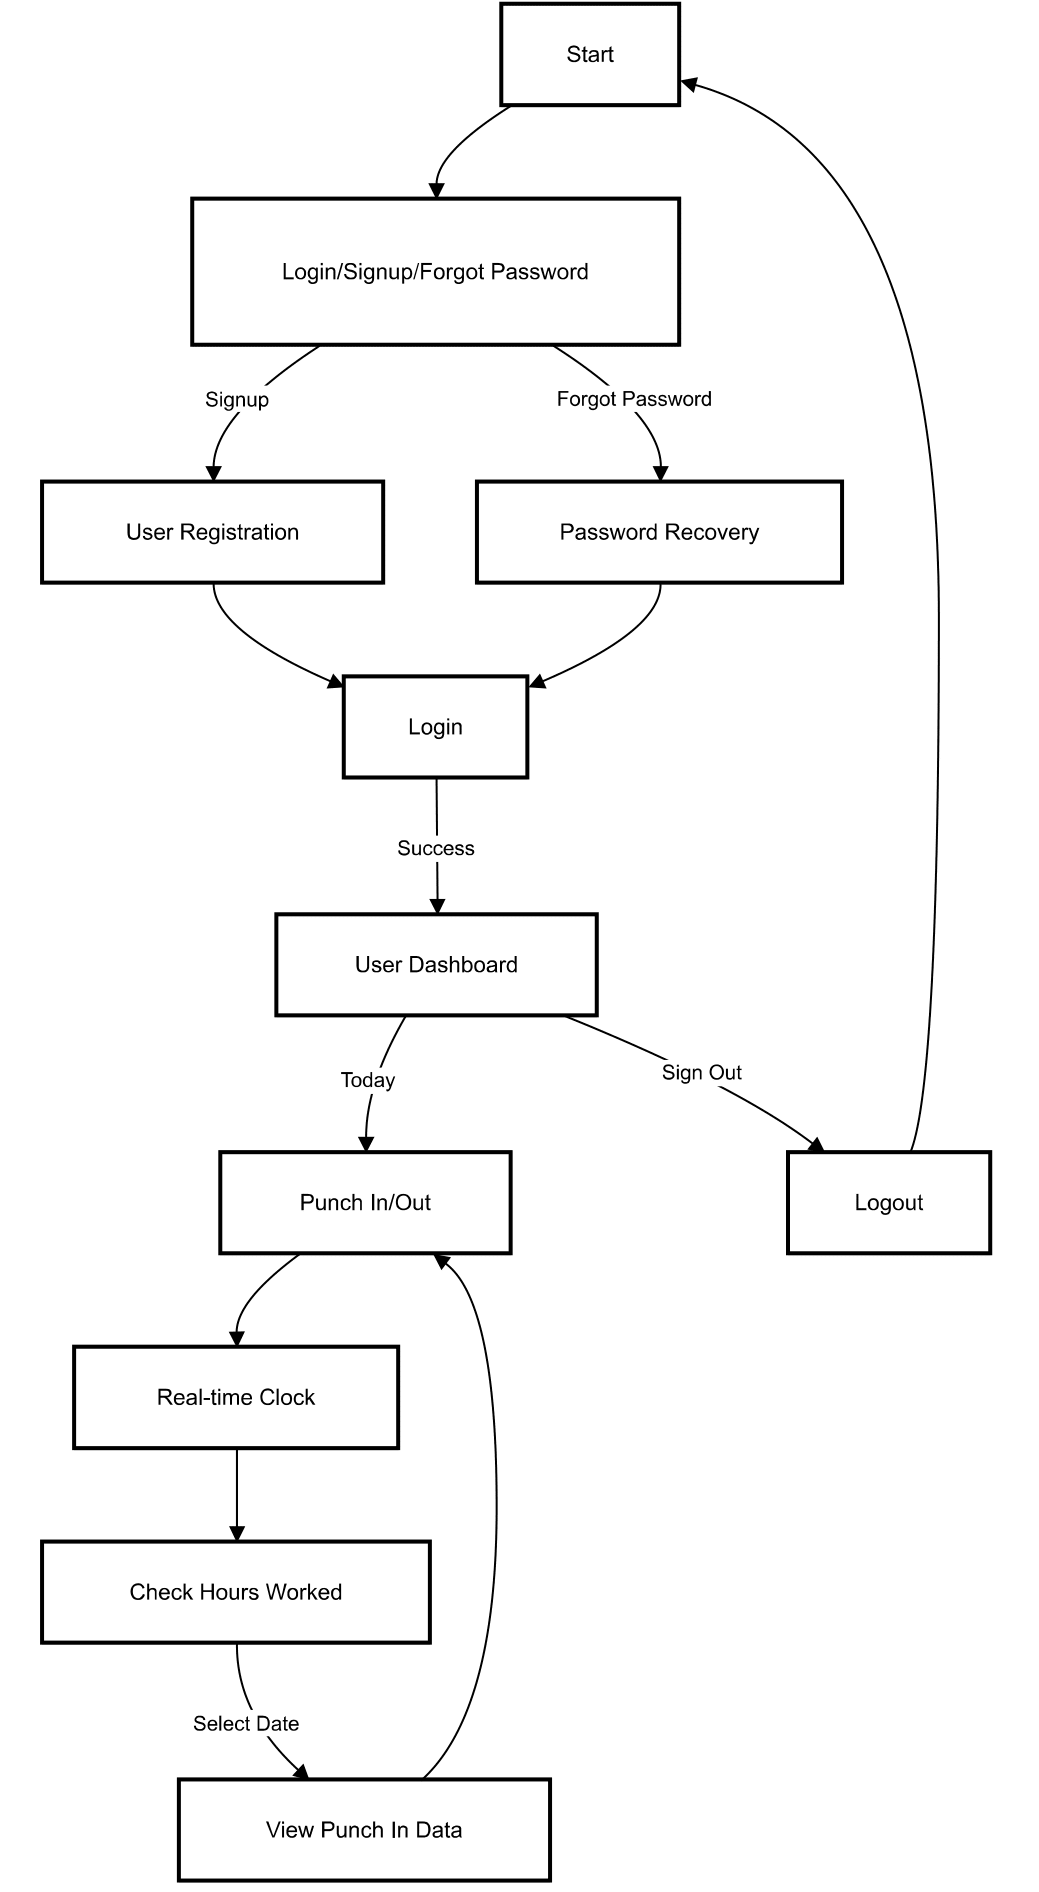 Start
Login/Signup/Forgot Password
Signup
Forgot Password
User Registration
Password Recovery
Login
Success
User Dashboard
Today
Sign Out
Punch In/Out
Logout
Real-time Clock
Check Hours Worked
Select Date
View Punch In Data